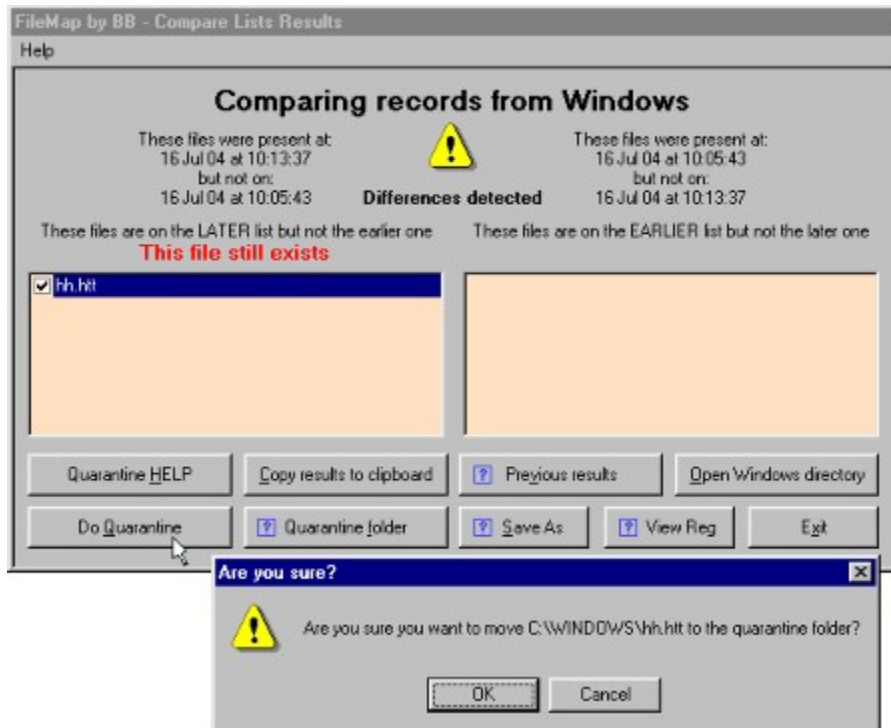 FileMap by BB - Compare Lists Results
Help
Comparing records from Windows
These files were present at:
16 Jul 04 at 10:13:37
but not on:
16 Jul 04 at 10:05:43
Differences detected
These files were present at:
16 Jul 04 at 10:05:43
but not on:
16 Jul 04 at 10:13:37
These files are on the LATER list but not the earlier one
This file still exists
These files are on the EARLIER list but not the later one
hh.htt
Quarantine HELP
Copy results to clipboard
? Previous results
Open Windows directory
Do Quarantine
? Quarantine folder
? Save As
? View Reg
Exit
Are you sure?
Are you sure you want to move C:\WINDOWS\hh.htt to the quarantine folder?
OK
Cancel